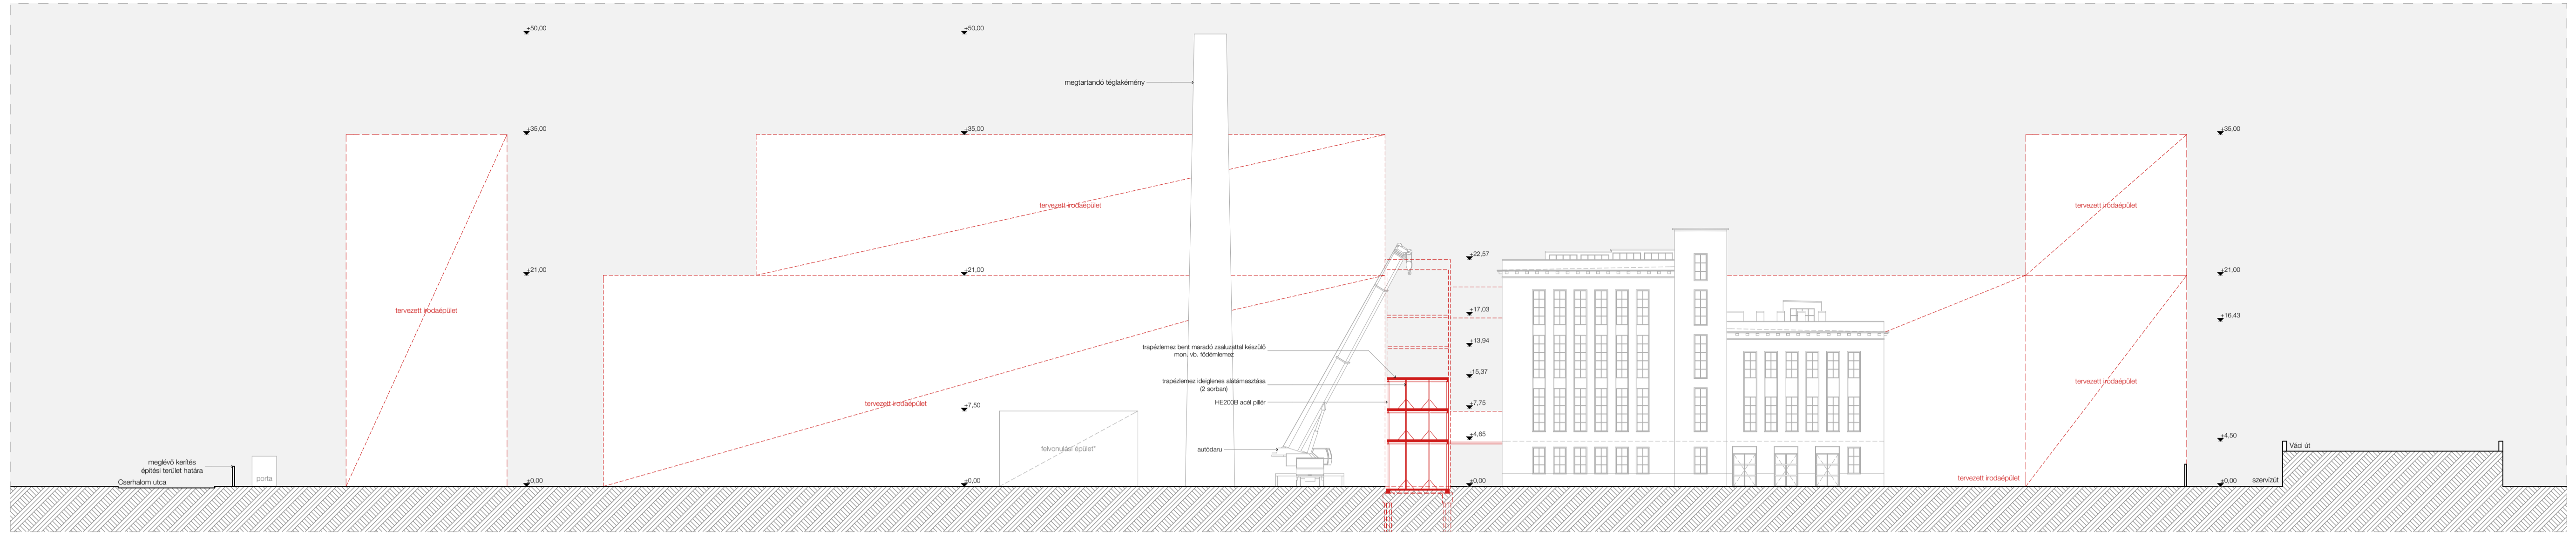 +50,00
+50,00
megtartandó téglakémény
+35,00
+35,00
+35,00
tervezett irodaépület
tervezett irodaépület
+21,00
+21,00
+22,57
+21,00
tervezett irodaépület
+17,03
+16,43
+13,94
trapézlemez bent maradó zsaluzattal készülő
mon. vb. födémlemez
+15,37
trapézlemez ideiglenes alátámasztása
(2 sorban)
tervezett irodaépület
HE200B acél pillér
tervezett irodaépület
+7,50
+7,75
+4,65
+4,50
felvonulási épület*
autódaru
Váci út
meglévő kerítés
építési terület határa
porta
Cserhalom utca
+0,00
+0,00
+0,00
tervezett irodaépület
+0,00
szervízút